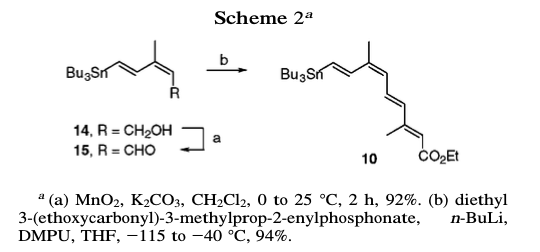 Scheme 2ᵃ
Bu₃Sn
R
b
Bu₃Sn
14, R = CH₂OH
15, R = CHO
a
10
CO₂Et
ᵃ (a) MnO₂, K₂CO₃, CH₂Cl₂, 0 to 25 °C, 2 h, 92%. (b) diethyl
3-(ethoxycarbonyl)-3-methylprop-2-enylphosphonate, n-BuLi,
DMPU, THF, −115 to −40 °C, 94%.